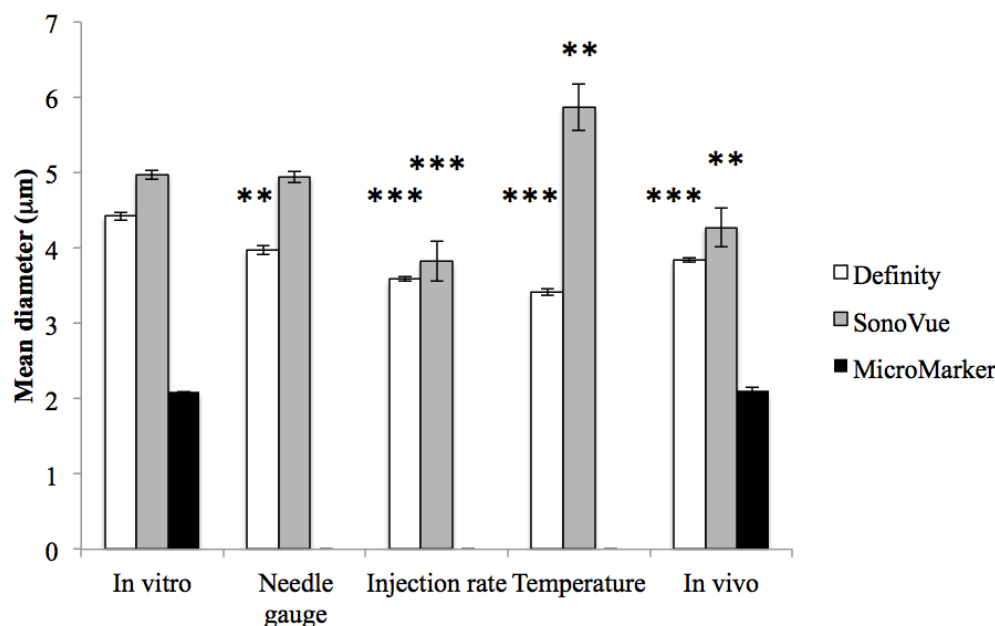 7
6
5
4
3
2
1
0
Mean diameter (μm)
**
***
***
***
**
***
**
In vitro
Needle
gauge
Injection rate
Temperature
In vivo
Definity
SonoVue
MicroMarker